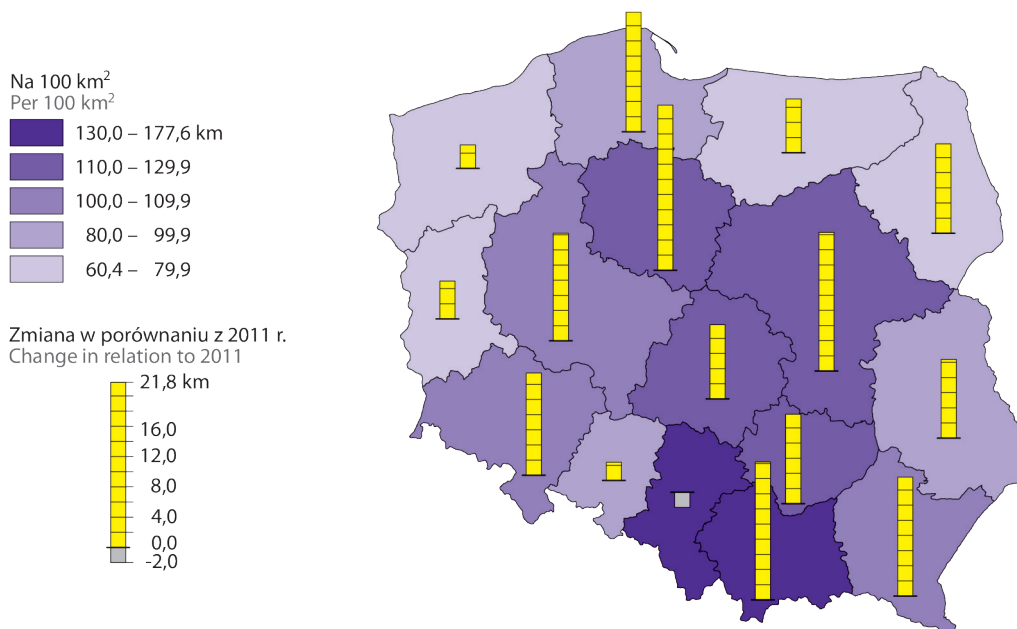 Na 100 km²
Per 100 km²
130,0 – 177,6 km
110,0 – 129,9
100,0 – 109,9
80,0 – 99,9
60,4 – 79,9
Zmiana w porównaniu z 2011 r.
Change in relation to 2011
21,8 km
16,0
12,0
8,0
4,0
0,0
-2,0